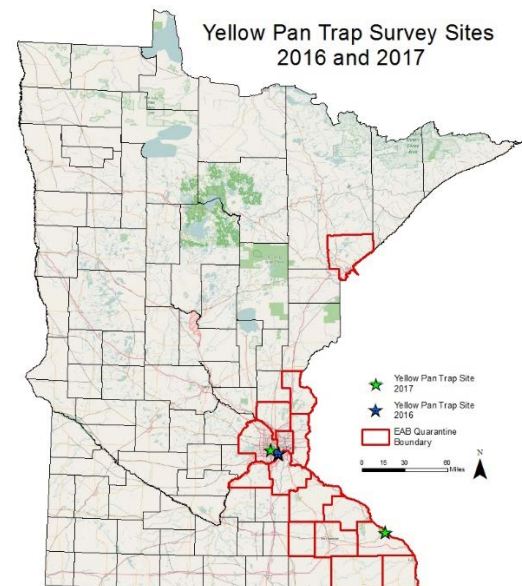 Yellow Pan Trap Survey Sites
2016 and 2017
Yellow Pan Trap Site
2017
Yellow Pan Trap Site
2016
EAB Quarantine
Boundary
0 15 30 60
Miles
N